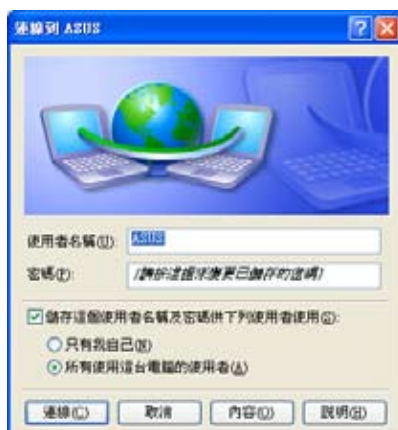 連線到 ASUS
使用者名稱(U): ASUS
密碼(P): [請按這裡來變更已儲存的密碼]
儲存這個使用者名稱及密碼供下列使用者使用(S):
只有我自己(N)
所有使用這台電腦的使用者(A)
連線(C) 取消 內容(O) 說明(H)